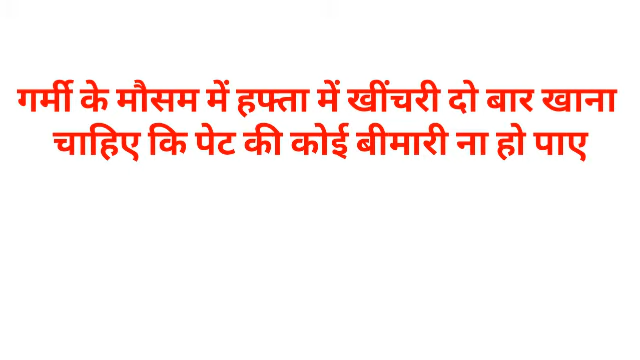 गर्मी के मौसम में हफ्ता में खींचरी दो बार खाना
चाहिए कि पेट की कोई बीमारी ना हो पाए